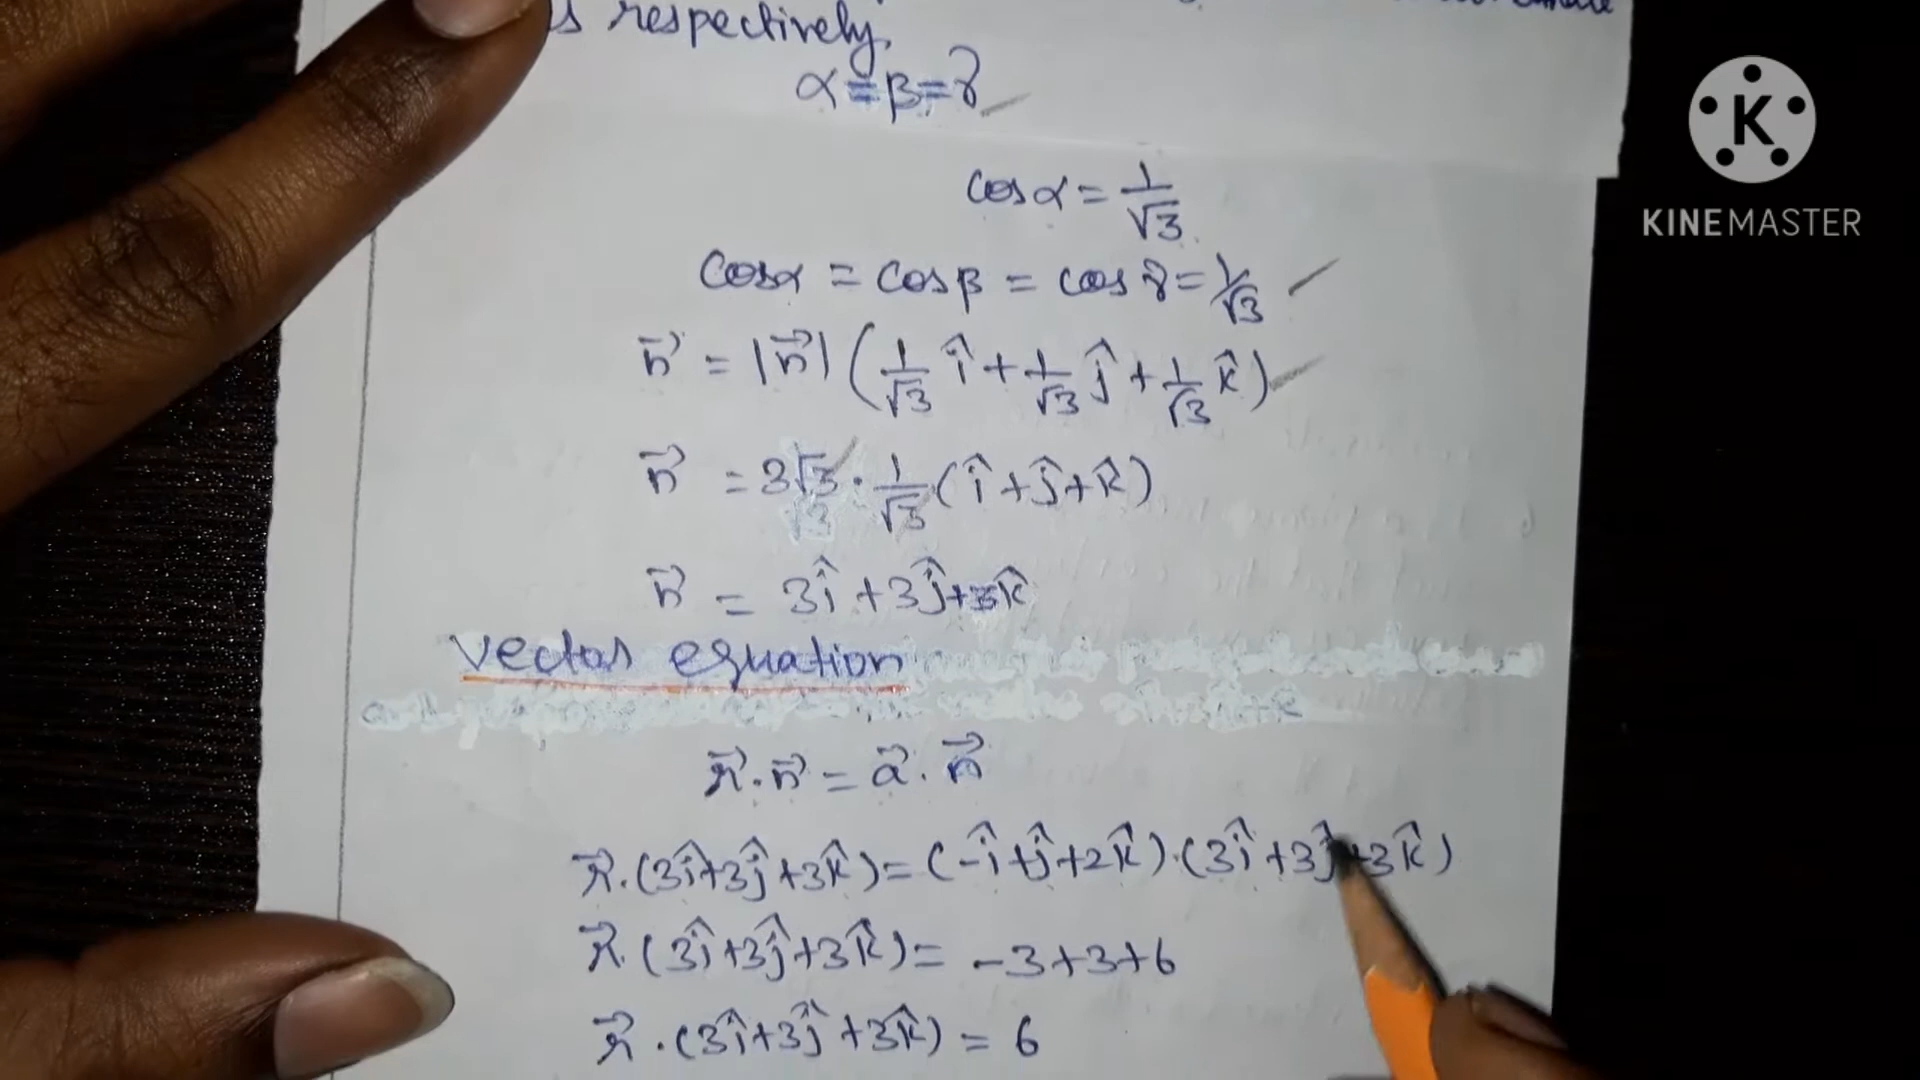 respectively.
α = β = γ
K
KINEMASTER
cos α = 1/√3
cos α = cos β = cos γ = 1/√3
n⃗ = |n⃗| (1/√3 î + 1/√3 ĵ + 1/√3 k̂)
n⃗ = 3√3 · 1/√3 (î + ĵ + k̂)
n⃗ = 3î + 3ĵ + 3k̂
vector equation
r⃗ · n⃗ = a⃗ · n⃗
r⃗ · (3î + 3ĵ + 3k̂) = (-î + ĵ + 2k̂) · (3î + 3ĵ + 3k̂)
r⃗ · (3î + 3ĵ + 3k̂) = -3 + 3 + 6
r⃗ · (3î + 3ĵ + 3k̂) = 6